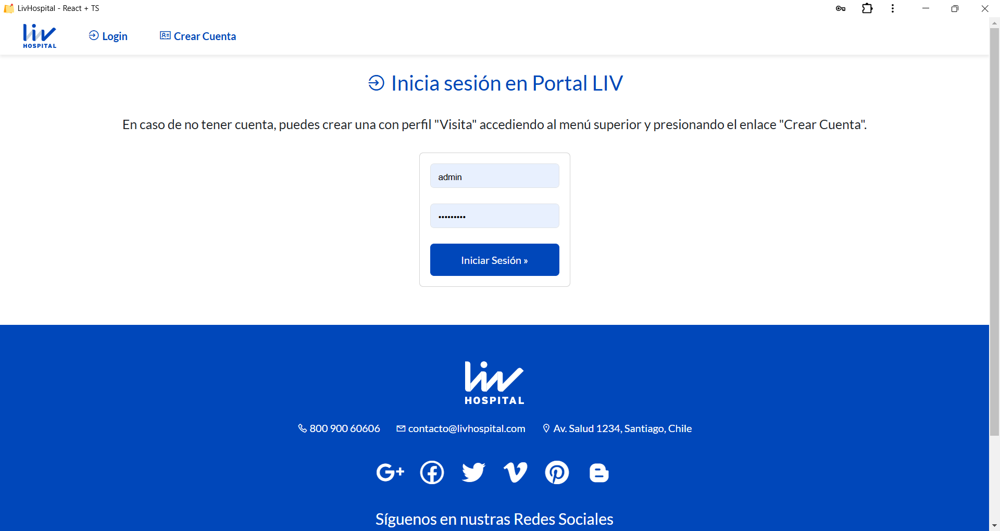 LivHospital - React + TS
Liv
HOSPITAL
Login
Crear Cuenta
Inicia sesión en Portal LIV
En caso de no tener cuenta, puedes crear una con perfil "Visita" accediendo al menú superior y presionando el enlace "Crear Cuenta".
admin
•••••••••
Iniciar Sesión »
Liv
HOSPITAL
800 900 60606
contacto@livhospital.com
Av. Salud 1234, Santiago, Chile
Síguenos en nustras Redes Sociales